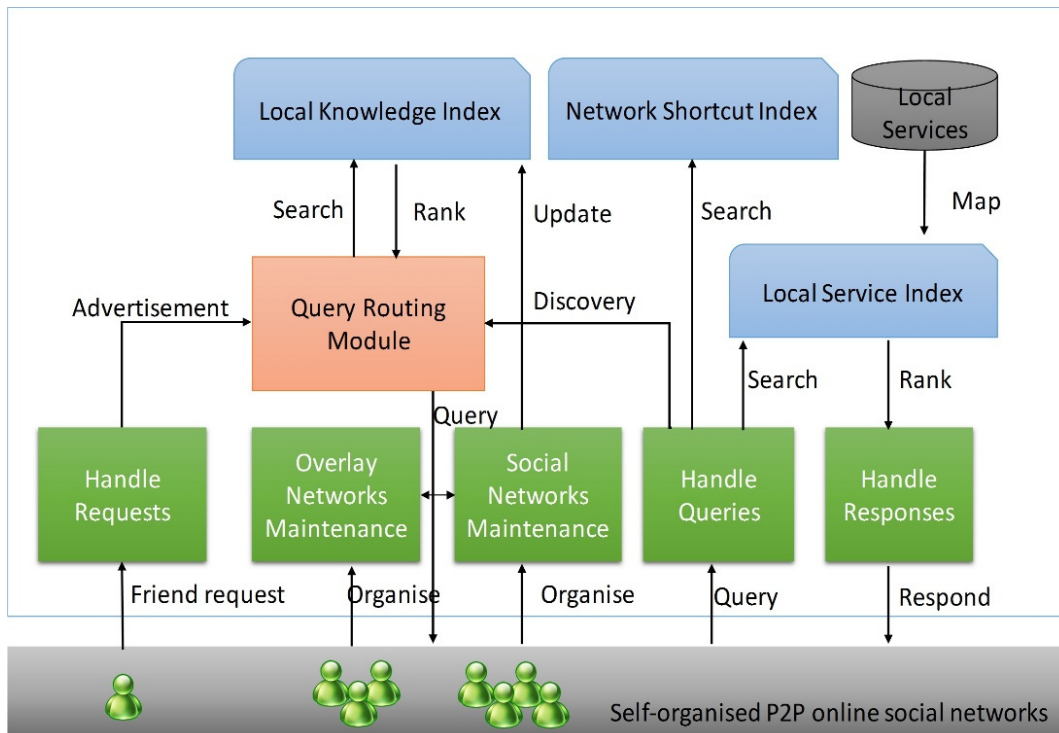 Local Knowledge Index
Network Shortcut Index
Local
Services
Search
Rank
Update
Search
Map
Advertisement
Query Routing
Module
Discovery
Local Service Index
Search
Rank
Query
Handle
Requests
Overlay
Networks
Maintenance
Social
Networks
Maintenance
Handle
Queries
Handle
Responses
Friend request
Organise
Organise
Query
Respond
Self-organised P2P online social networks